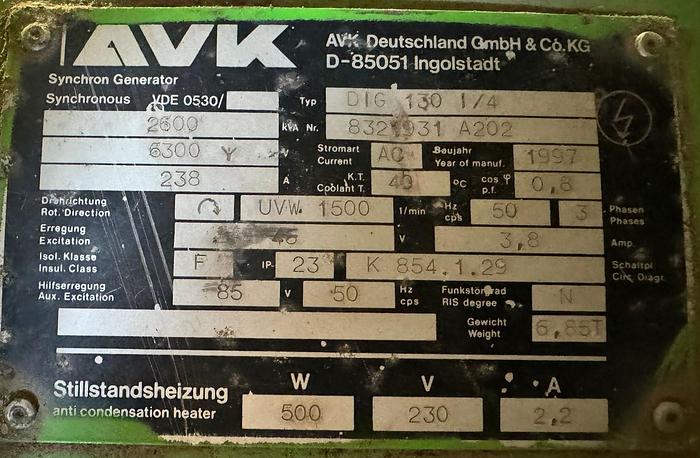 AVK
AVK Deutschland GmbH & Co. KG
D-85051 Ingolstadt
Synchron Generator
Synchronous VDE 0530/ Typ DIG 130 I/4
2600 kVA Nr. 832 931 A202
6300 Y V Stromart Current AC Baujahr Year of manuf. 1997
238 A K.T. Coolant T. 40 °C cos φ p.f. 0,8
Drehrichtung Rot. Direction UVW 1500 1/min Hz cps 50 3 Phasen Phases
Erregung Excitation V 3,8 Amp.
Isol. Klasse Insul. Class F IP- 23 K 854.1.29 Schaltpl. Circ. Diagr.
Hilfserregung Aux. Excitation 85 V 50 Hz cps Funkstörgrad RIS degree N
Gewicht Weight 6,85T
W V A
Stillstandsheizung anti condensation heater 500 230 2,2